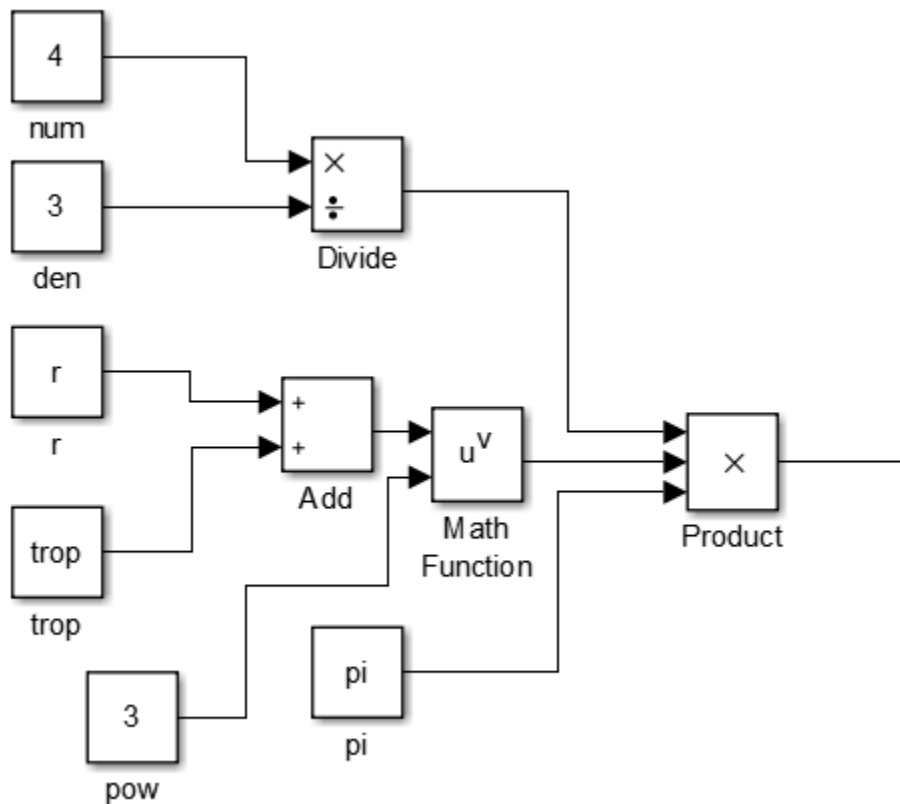 4
num
×
÷
Divide
3
den
r
r
+
+
Add
u^v
Math
Function
×
Product
trop
trop
pi
pi
3
pow